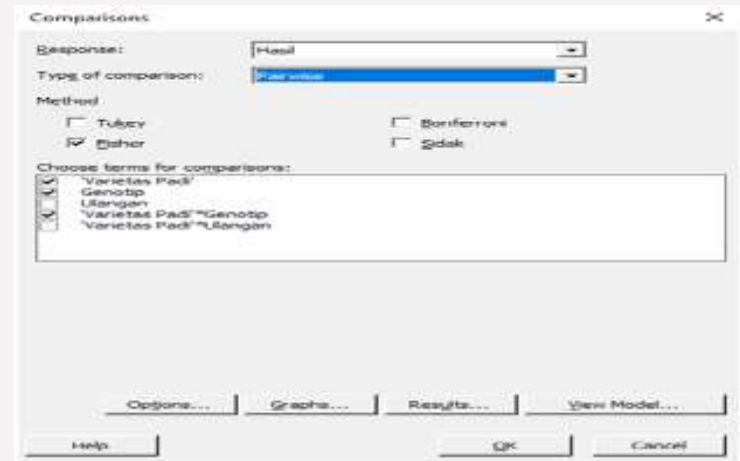 Comparisons
Response: Hasil
Type of comparison: Pairwise
Method
Tukey Bonferroni
Fisher Sidak
Choose terms for comparisons:
'Varietas Padi'
Genotip
Ulangan
'Varietas Padi'*Genotip
'Varietas Padi'*Ulangan
Options... Graphs... Results... View Model...
Help OK Cancel